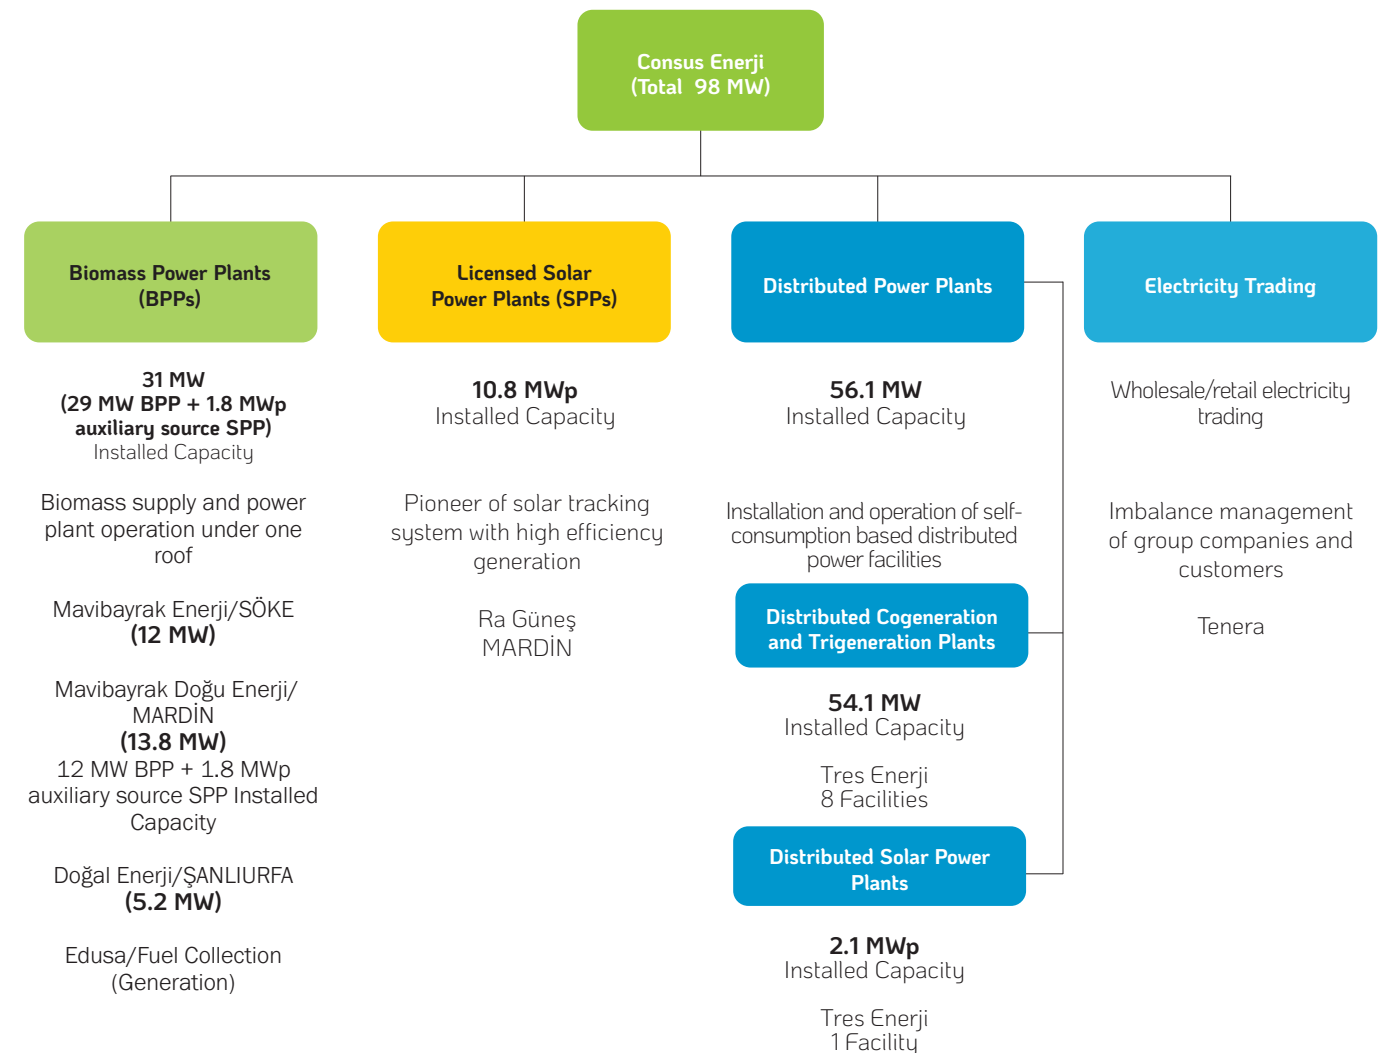 Consus Enerji
(Total 98 MW)
Biomass Power Plants
(BPPs)
31 MW
(29 MW BPP + 1.8 MWp
auxiliary source SPP)
Installed Capacity
Biomass supply and power
plant operation under one
roof
Mavibayrak Enerji/SÖKE
(12 MW)
Mavibayrak Doğu Enerji/
MARDİN
(13.8 MW)
12 MW BPP + 1.8 MWp
auxiliary source SPP Installed
Capacity
Doğal Enerji/ŞANLIURFA
(5.2 MW)
Edusa/Fuel Collection
(Generation)
Licensed Solar
Power Plants (SPPs)
10.8 MWp
Installed Capacity
Pioneer of solar tracking
system with high efficiency
generation
Ra Güneş
MARDİN
Distributed Power Plants
56.1 MW
Installed Capacity
Installation and operation of self-
consumption based distributed
power facilities
Distributed Cogeneration
and Trigeneration Plants
54.1 MW
Installed Capacity
Tres Enerji
8 Facilities
Distributed Solar Power
Plants
2.1 MWp
Installed Capacity
Tres Enerji
1 Facility
Electricity Trading
Wholesale/retail electricity
trading
Imbalance management
of group companies and
customers
Tenera